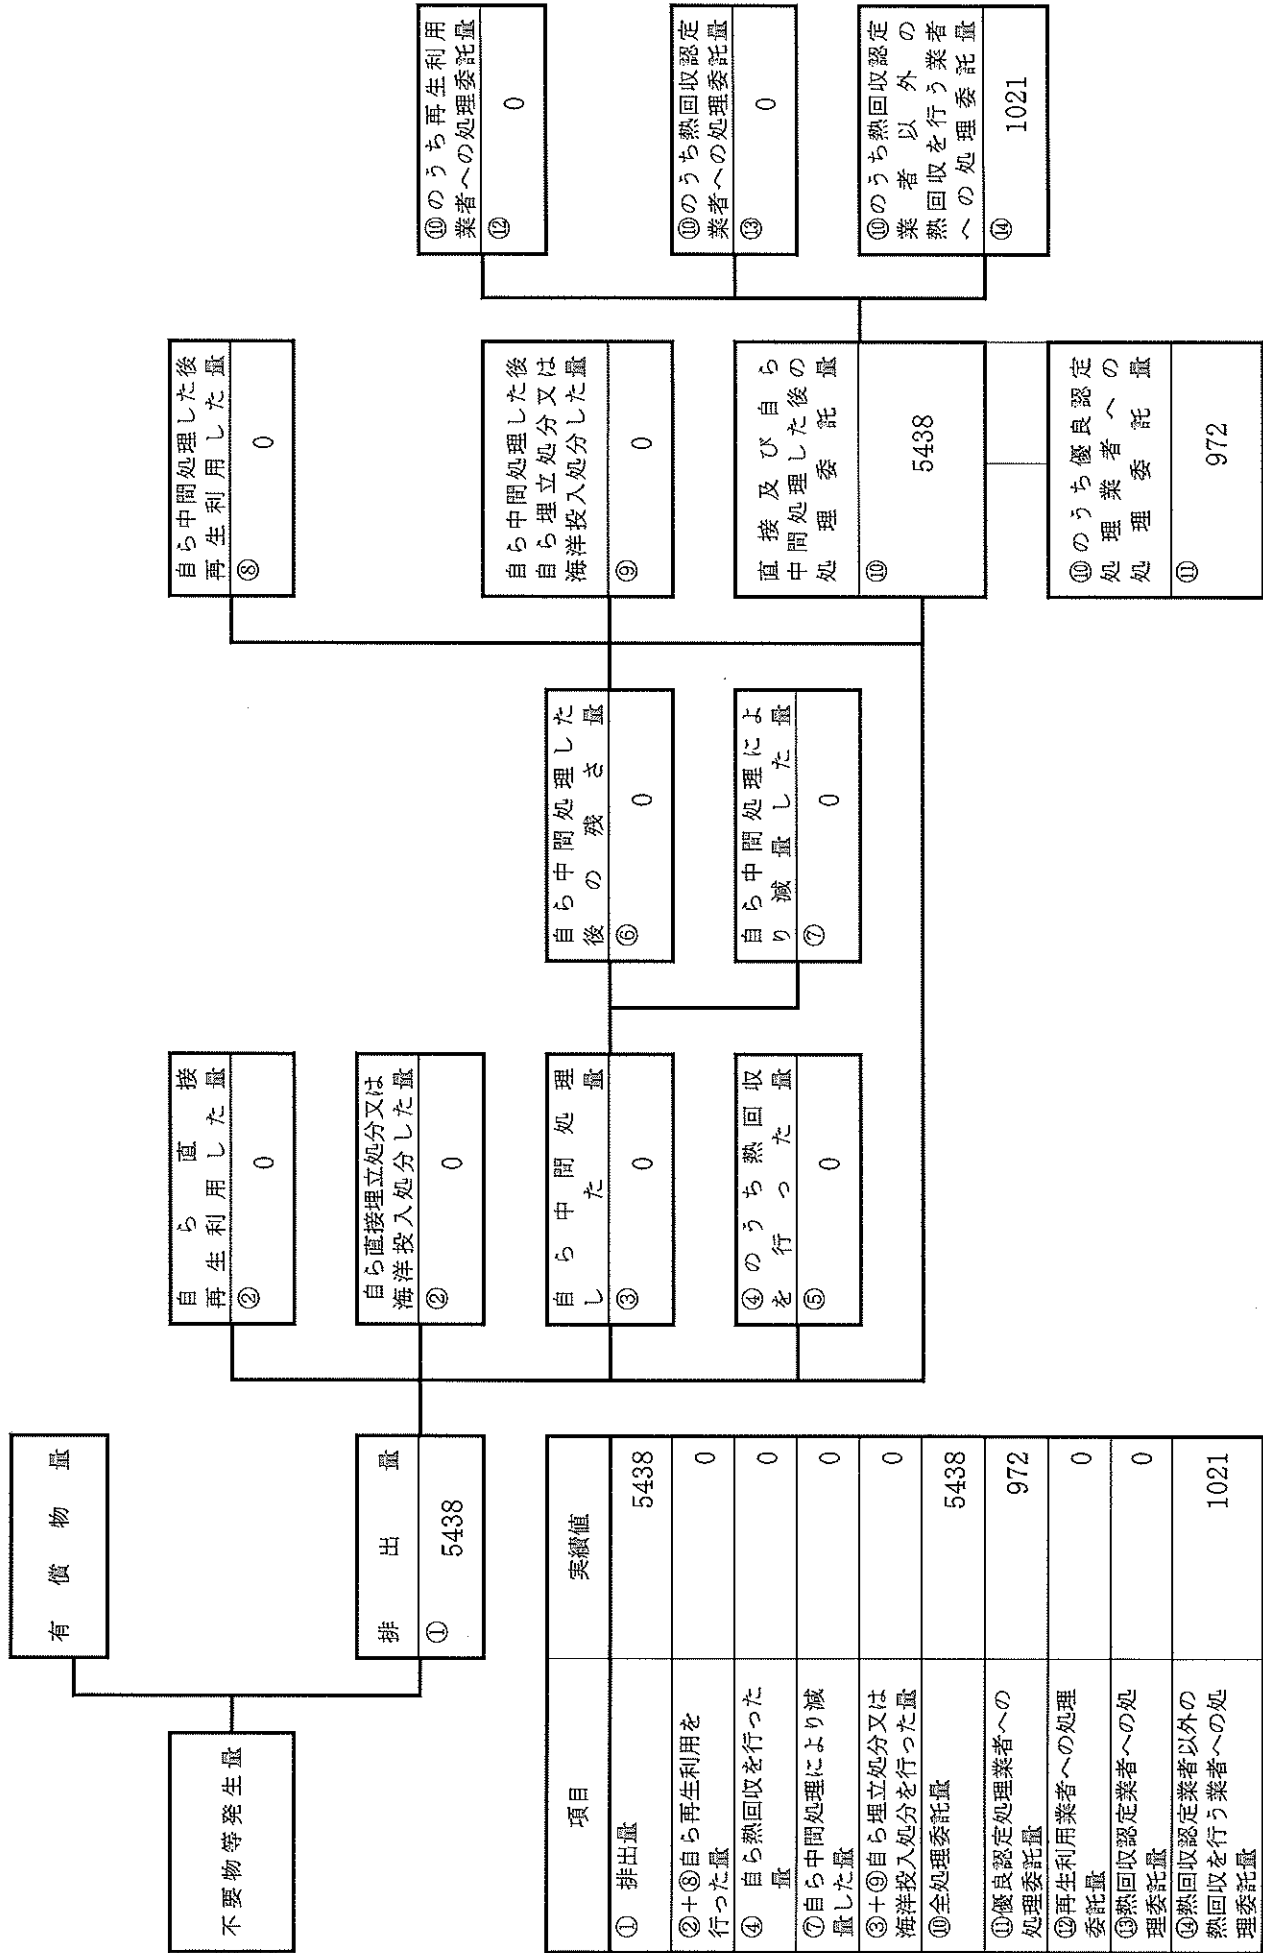 不要物等発生量
有償物量
排出量
①
5438
自ら直接
再生利用した量
②
0
自ら直接埋立処分又は
海洋投入処分した量
②
0
自ら中間処理
した量
③
0
④のうち熱回収
を行った量
⑤
0
自ら中間処理した
後の残さ量
⑥
0
自ら中間処理によ
り減量した量
⑦
0
自ら中間処理した後
再生利用した量
⑧
0
自ら中間処理した後
自ら埋立処分又は
海洋投入処分した量
⑨
0
直接及び自ら
中間処理した後の
処理委託量
⑩
5438
⑩のうち優良認定
処理業者への
処理委託量
⑪
972
⑩のうち再生利用
業者への処理委託量
⑫
0
⑩のうち熱回収認定
業者への処理委託量
⑬
0
⑩のうち熱回収認定
業者以外の
熱回収を行う業者
への処理委託量
⑭
1021
項目 実績値
① 排出量 5438
②+⑧自ら再生利用を
行った量 0
④ 自ら熱回収を行った
量 0
⑦自ら中間処理により減
量した量 0
③+⑨自ら埋立処分又は
海洋投入処分を行った量 0
⑩全処理委託量 5438
⑪優良認定処理業者への
処理委託量 972
⑫再生利用業者への処理
委託量 0
⑬熱回収認定業者への処
理委託量 0
⑭熱回収認定業者以外の
熱回収を行う業者への処
理委託量 1021